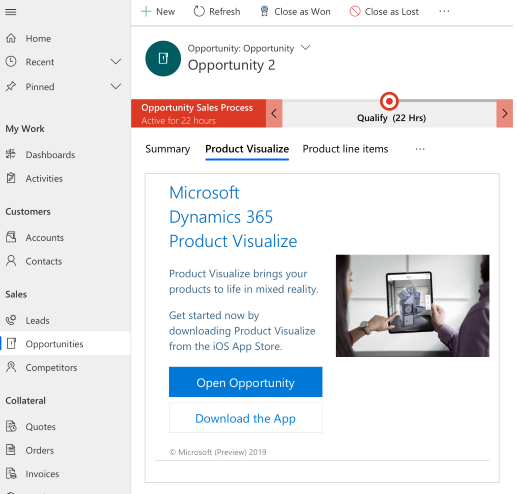 New
Refresh
Close as Won
Close as Lost
Home
Recent
Pinned
My Work
Dashboards
Activities
Customers
Accounts
Contacts
Sales
Leads
Opportunities
Competitors
Collateral
Quotes
Orders
Invoices
Opportunity: Opportunity
Opportunity 2
Opportunity Sales Process
Active for 22 hours
Qualify (22 Hrs)
Summary
Product Visualize
Product line items
Microsoft
Dynamics 365
Product Visualize
Product Visualize brings your
products to life in mixed reality.
Get started now by
downloading Product Visualize
from the iOS App Store.
Open Opportunity
Download the App
© Microsoft (Preview) 2019